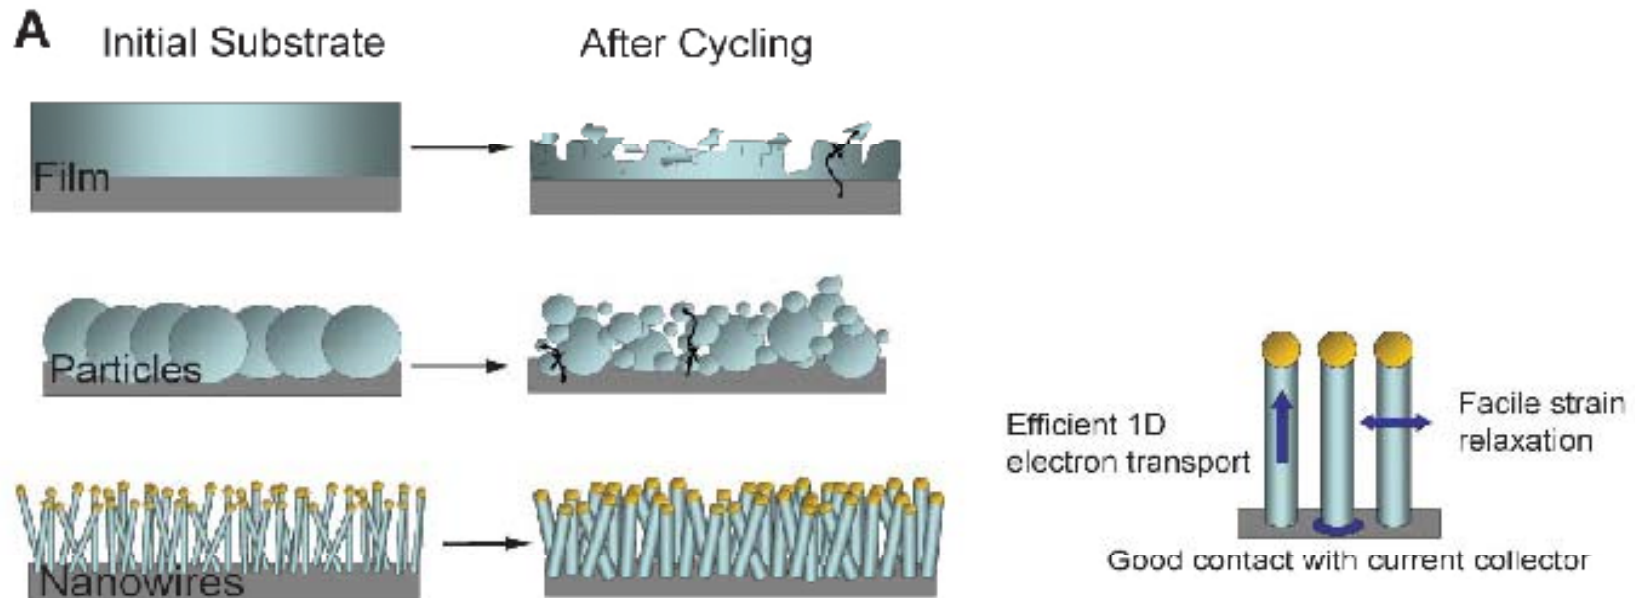 A
Initial Substrate
After Cycling
Film
Particles
Nanowires
Efficient 1D
electron transport
Facile strain
relaxation
Good contact with current collector